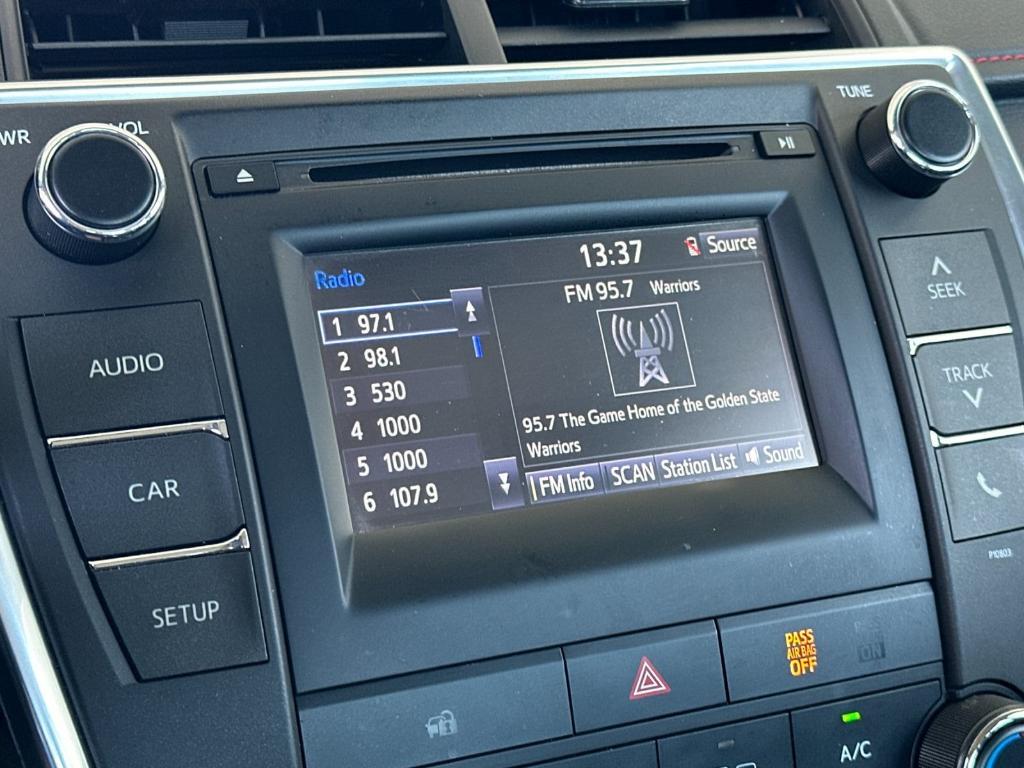 WR
VOL
TUNE
13:37
Source
Radio
FM 95.7 Warriors
1 97.1
2 98.1
3 530
4 1000
5 1000
6 107.9
95.7 The Game Home of the Golden State
Warriors
FM Info
SCAN
Station List
Sound
AUDIO
CAR
SETUP
SEEK
TRACK
P10803
PASS
AIR BAG
OFF
ON
A/C